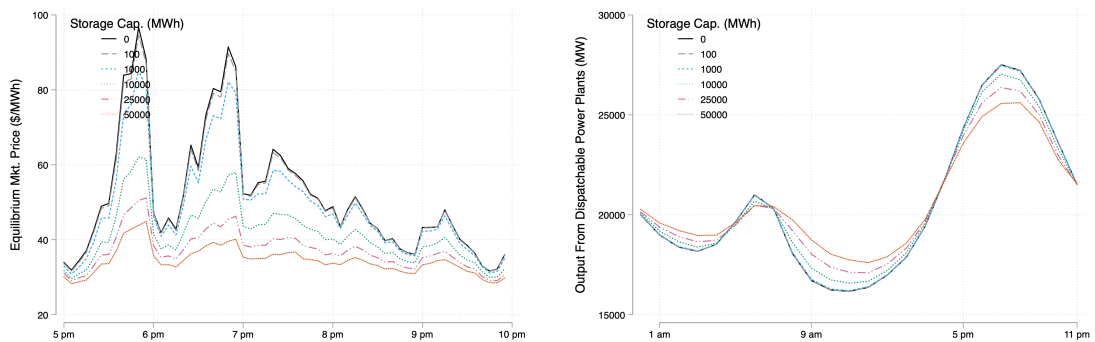 Storage Cap. (MWh)
0
100
1000
10000
25000
50000
Equilibrium Mkt. Price ($/MWh)
100
80
60
40
20
5 pm
6 pm
7 pm
8 pm
9 pm
10 pm
Storage Cap. (MWh)
0
100
1000
10000
25000
50000
Output From Dispatchable Power Plants (MW)
30000
25000
20000
15000
1 am
9 am
5 pm
11 pm